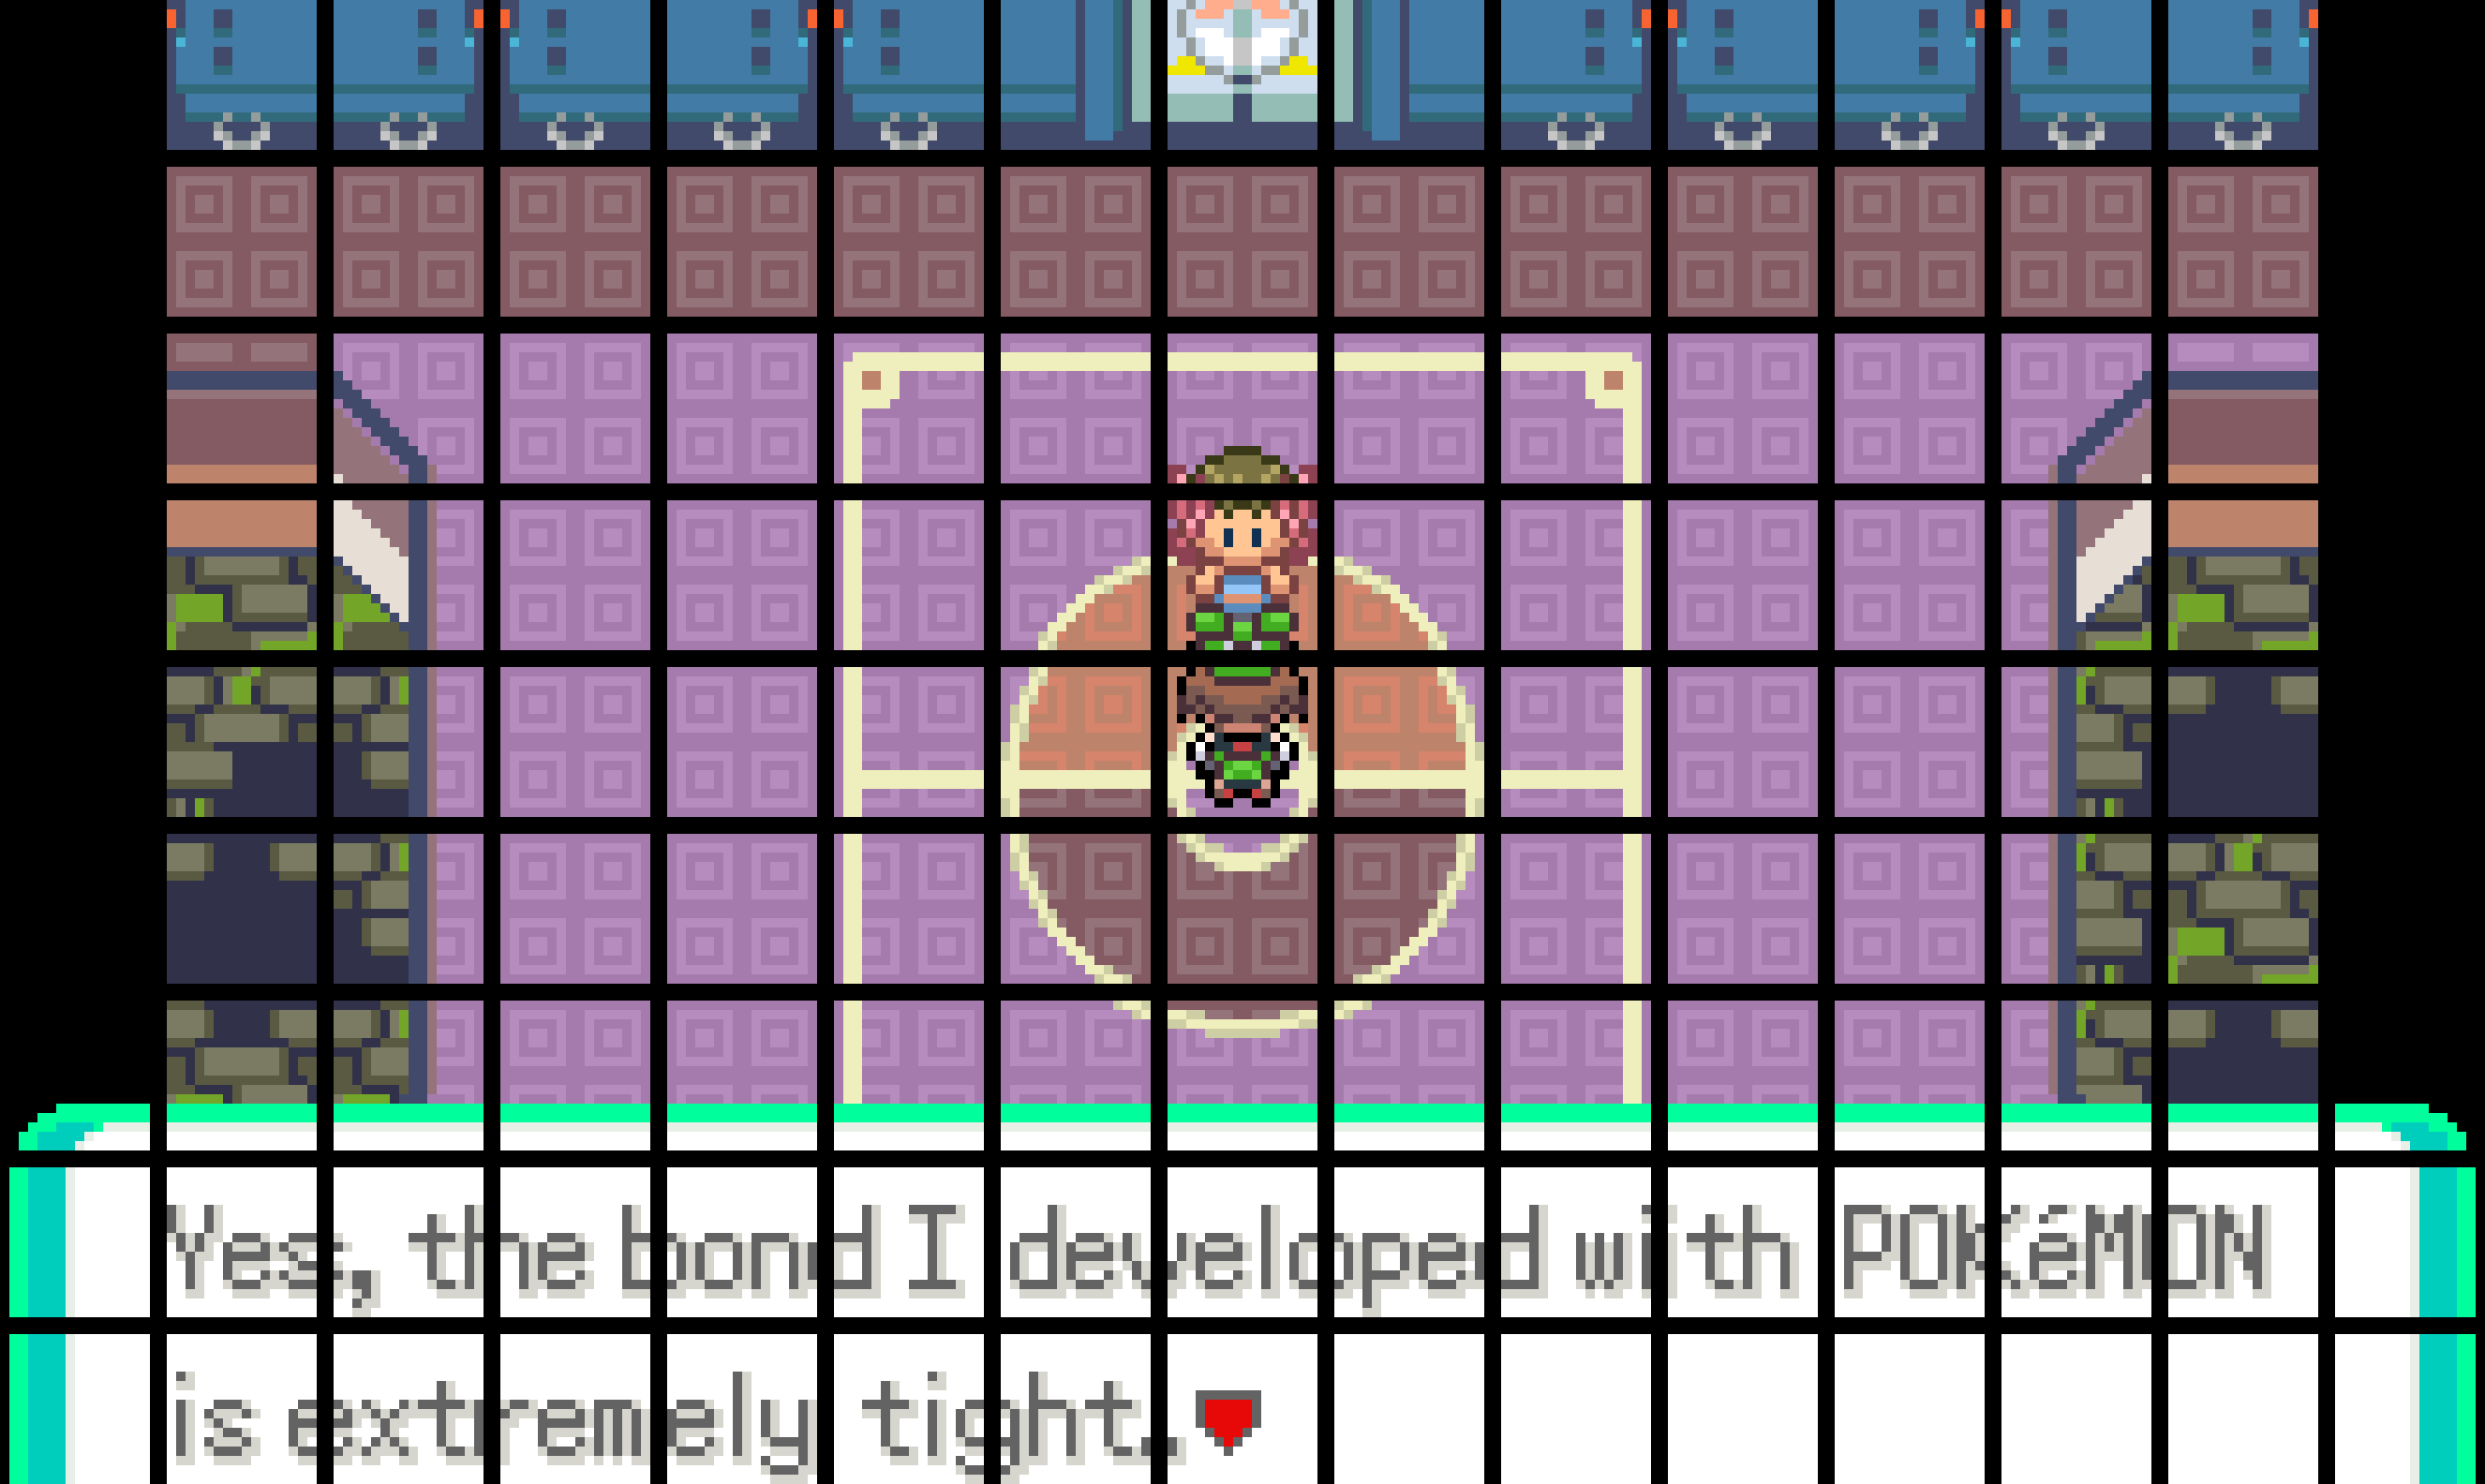 Yes, the bond I developed with POKéMON
is extremely tight.